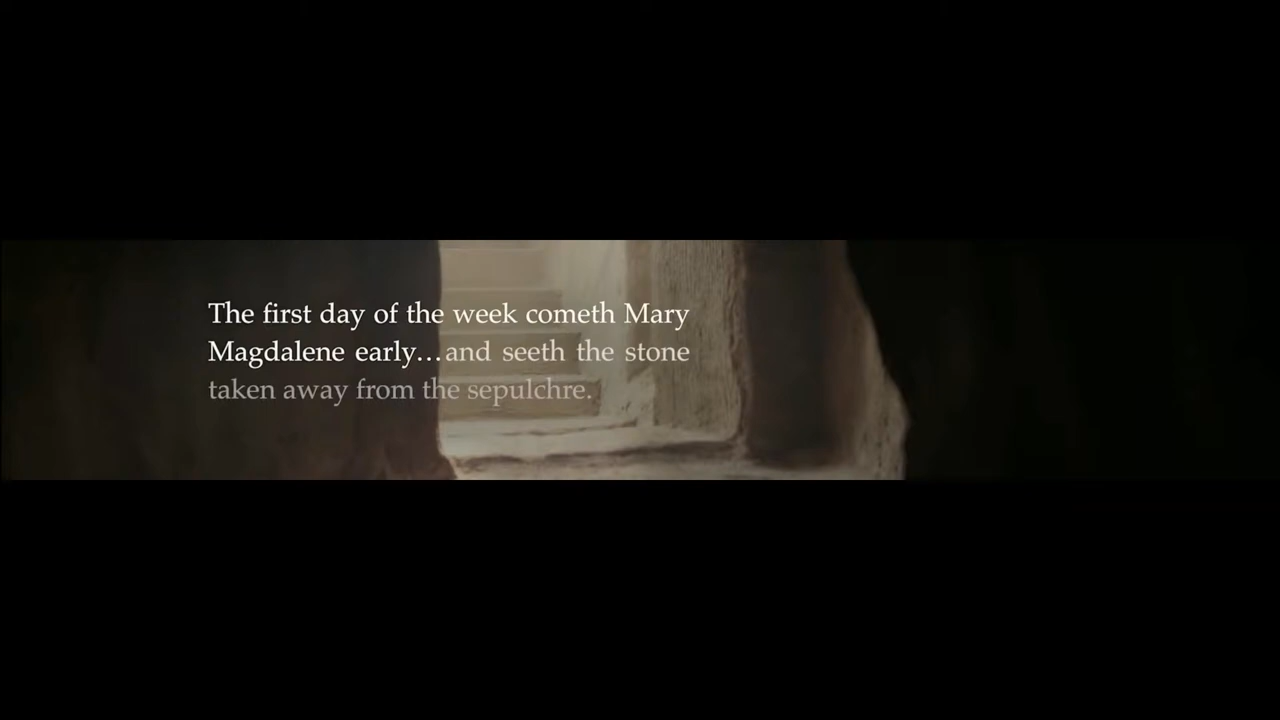 The first day of the week cometh Mary
Magdalene early…and seeth the stone
taken away from the sepulchre.